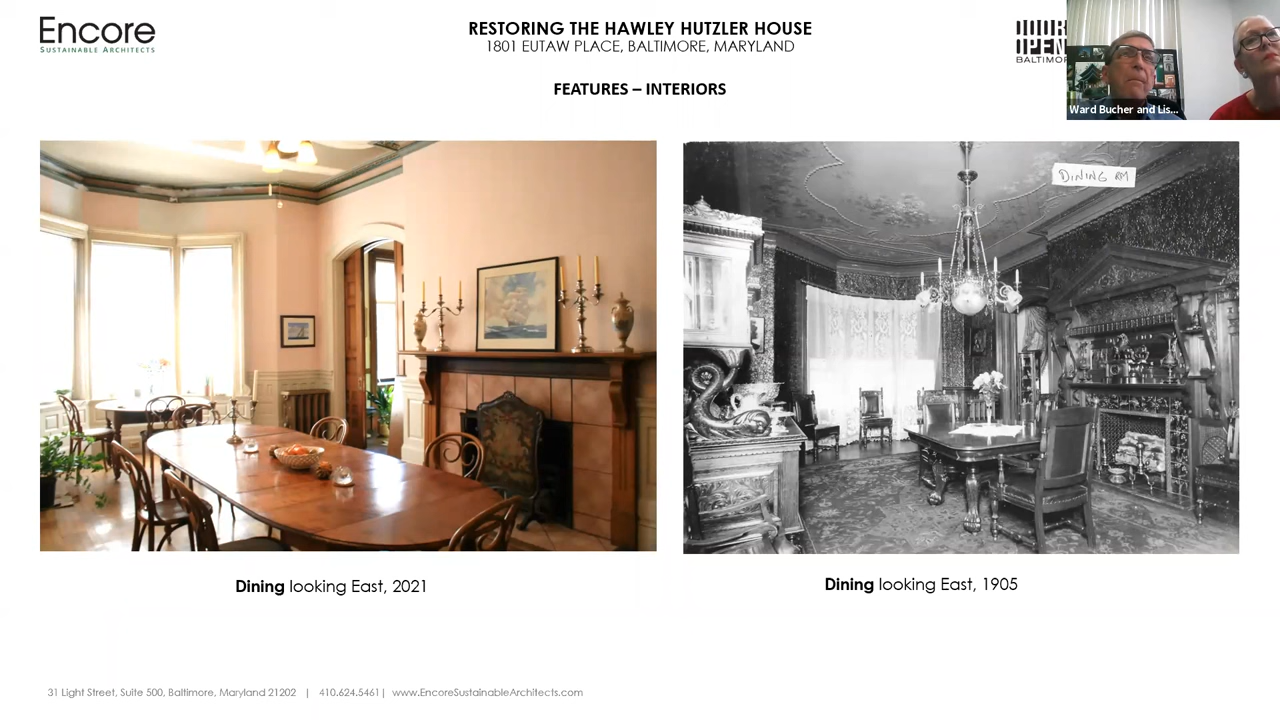 Encore
SUSTAINABLE ARCHITECTS
RESTORING THE HAWLEY HUTZLER HOUSE
1801 EUTAW PLACE, BALTIMORE, MARYLAND
FEATURES – INTERIORS
OPEN
BALTIMOR
Ward Bucher and Lis...
DINING RM
Dining looking East, 2021
Dining looking East, 1905
31 Light Street, Suite 500, Baltimore, Maryland 21202 | 410.624.5461| www.EncoreSustainableArchitects.com